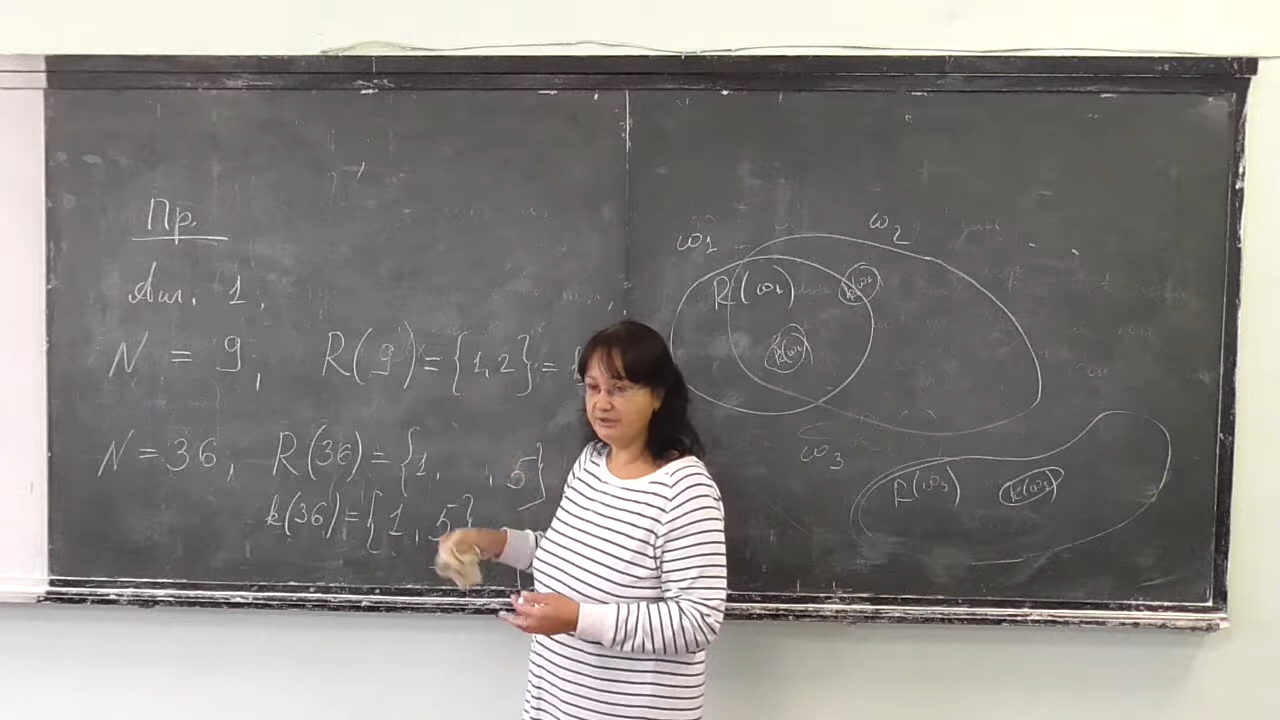 Пр.
Ал. 1.
N = 9, R(9) = {1, 2} =
N = 36, R(36) = {1, , 5}
k(36) = {1, 5}
ω1
ω2
R(ω1)
ω3
R(ω3) k(ω3)